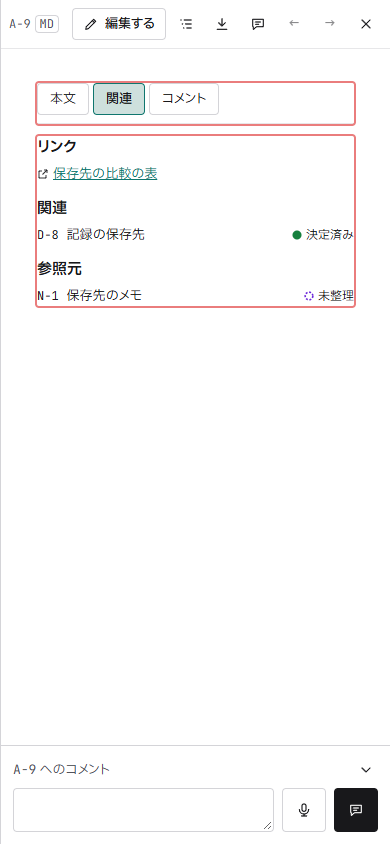 A-9 MD 編集する
本文 関連 コメント
リンク
保存先の比較の表
関連
D-8 記録の保存先 決定済み
参照元
N-1 保存先のメモ 未整理
A-9 へのコメント